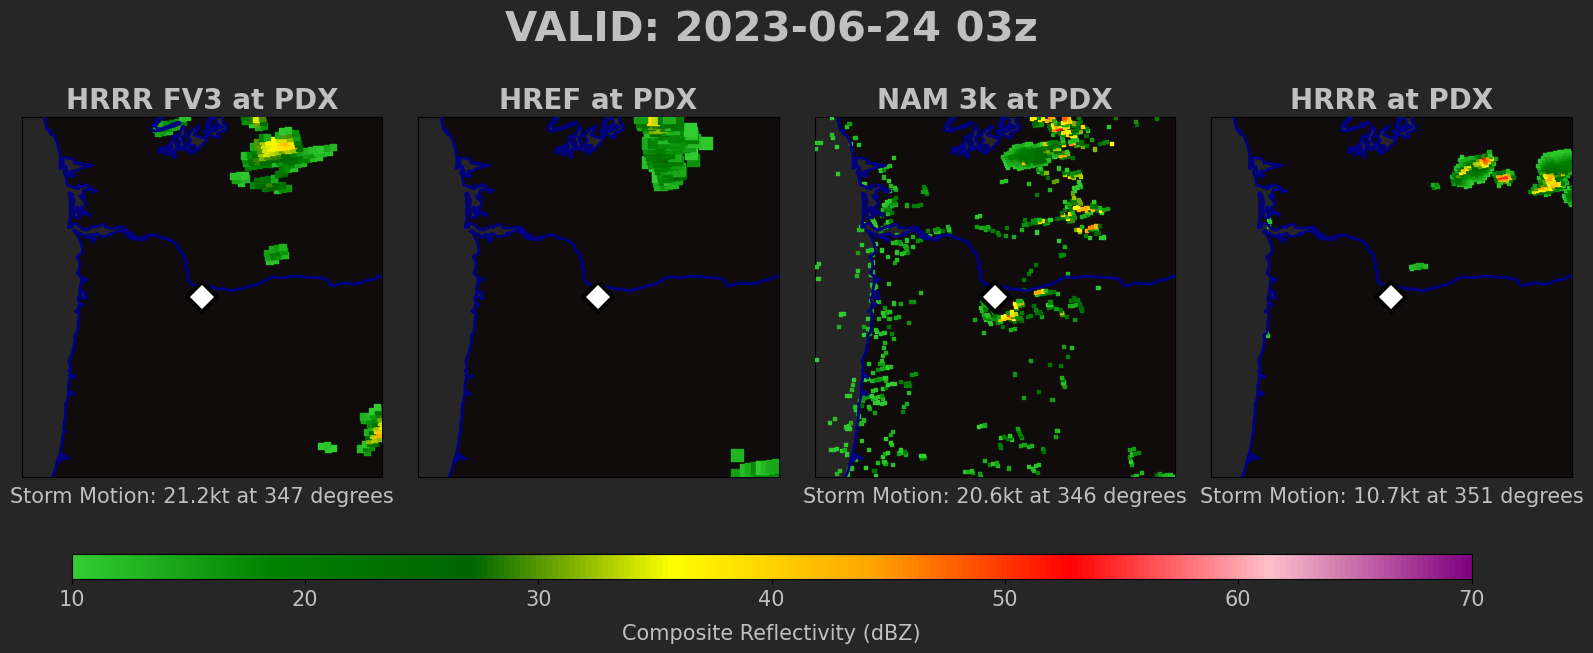 VALID: 2023-06-24 03z
HRRR FV3 at PDX
HREF at PDX
NAM 3k at PDX
HRRR at PDX
Storm Motion: 21.2kt at 347 degrees
Storm Motion: 20.6kt at 346 degrees
Storm Motion: 10.7kt at 351 degrees
10 20 30 40 50 60 70
Composite Reflectivity (dBZ)